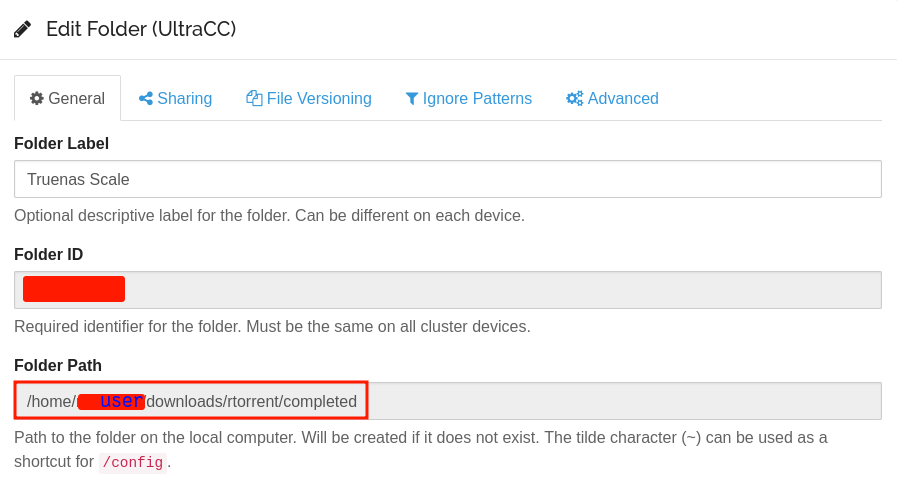 Edit Folder (UltraCC)
General Sharing File Versioning Ignore Patterns Advanced
Folder Label
Truenas Scale
Optional descriptive label for the folder. Can be different on each device.
Folder ID
Required identifier for the folder. Must be the same on all cluster devices.
Folder Path
/home/user/downloads/rtorrent/completed
Path to the folder on the local computer. Will be created if it does not exist. The tilde character (~) can be used as a
shortcut for /config.